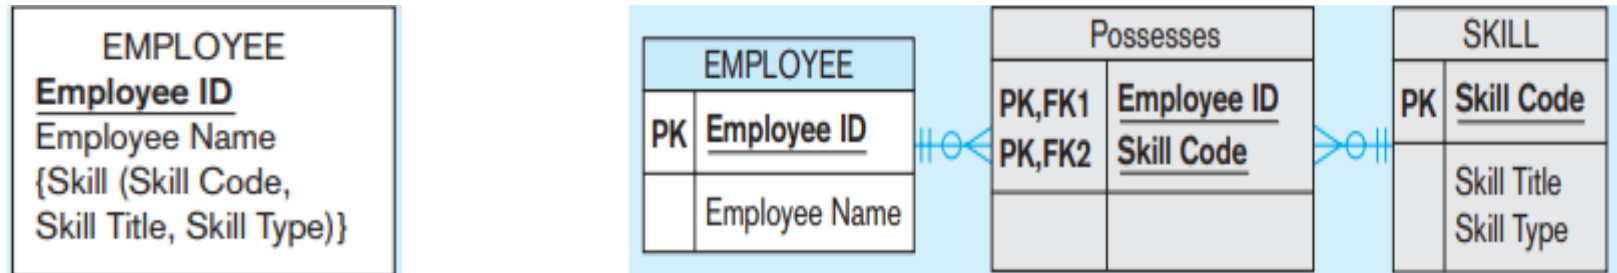 EMPLOYEE
Employee ID
Employee Name
{Skill (Skill Code,
Skill Title, Skill Type)}
EMPLOYEE
PK Employee ID
Employee Name
Possesses
PK,FK1 Employee ID
PK,FK2 Skill Code
SKILL
PK Skill Code
Skill Title
Skill Type